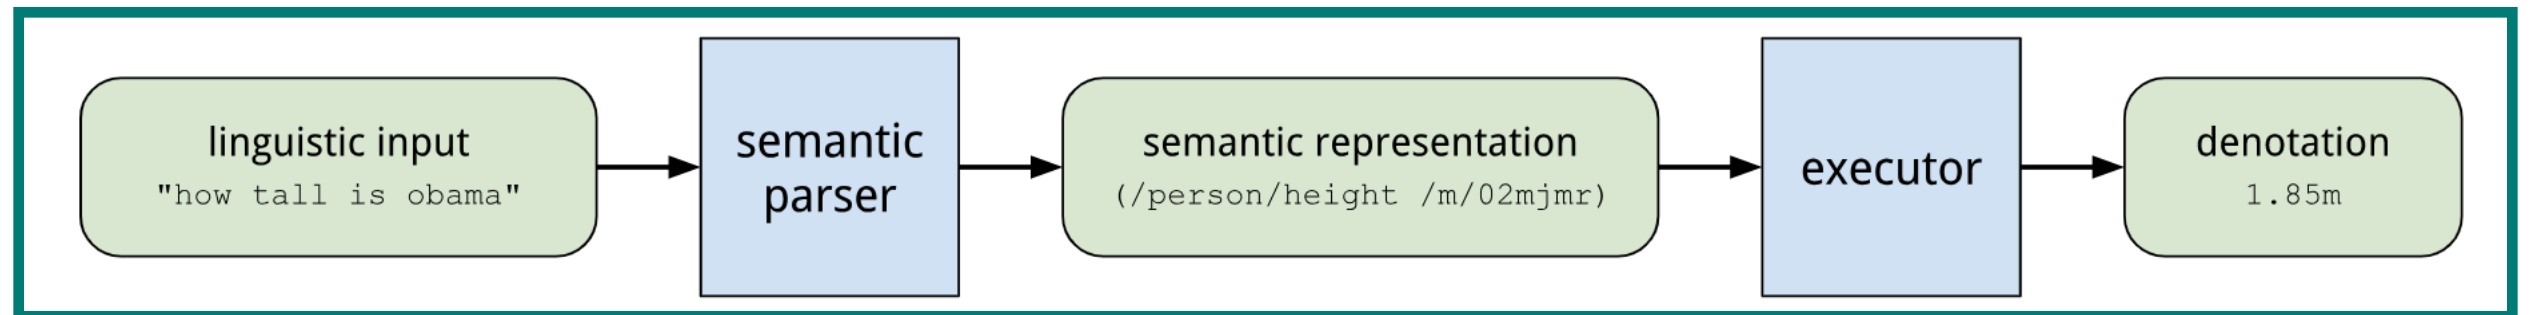 linguistic input
"how tall is obama"
semantic
parser
semantic representation
(/person/height /m/02mjmr)
executor
denotation
1.85m